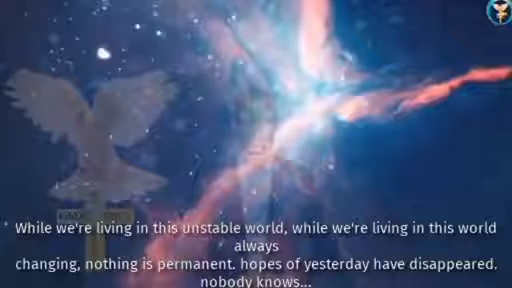 While we're living in this unstable world, while we're living in this world
always
changing, nothing is permanent. hopes of yesterday have disappeared.
nobody knows...